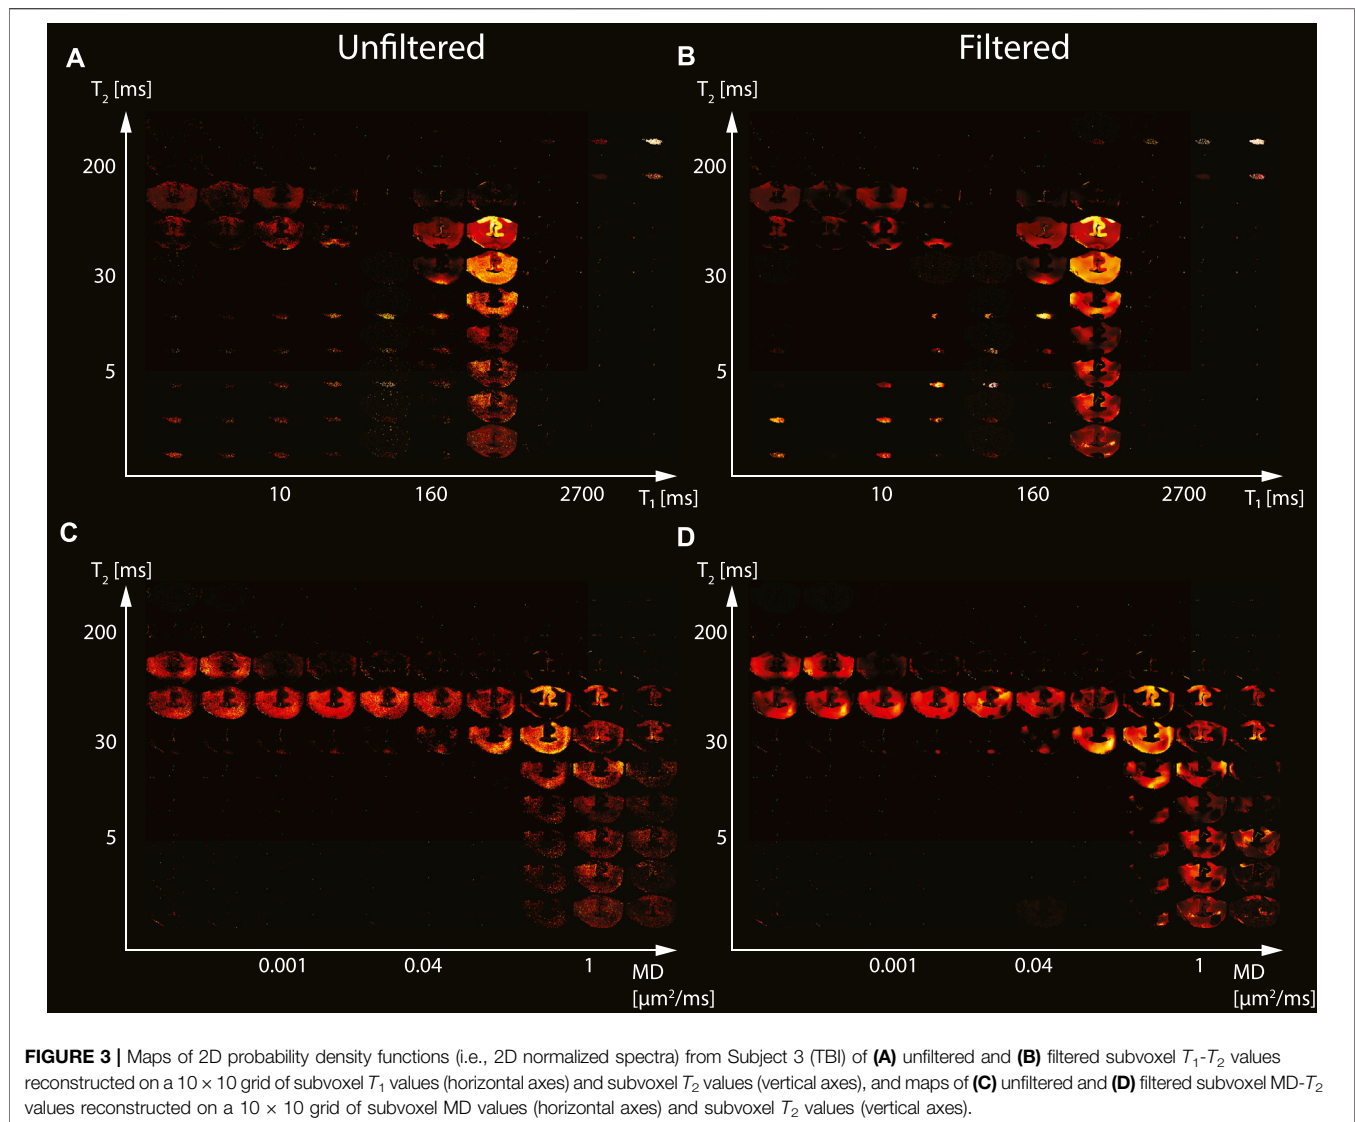 Unfiltered
Filtered
A
B
T2 [ms]
T2 [ms]
200
200
30
30
5
5
10
160
2700
T1 [ms]
10
160
2700
T1 [ms]
C
D
T2 [ms]
T2 [ms]
200
200
30
30
5
5
0.001
0.04
1
MD
[µm²/ms]
0.001
0.04
1
MD
[µm²/ms]
FIGURE 3 | Maps of 2D probability density functions (i.e., 2D normalized spectra) from Subject 3 (TBI) of (A) unfiltered and (B) filtered subvoxel T1-T2 values
reconstructed on a 10 × 10 grid of subvoxel T1 values (horizontal axes) and subvoxel T2 values (vertical axes), and maps of (C) unfiltered and (D) filtered subvoxel MD-T2
values reconstructed on a 10 × 10 grid of subvoxel MD values (horizontal axes) and subvoxel T2 values (vertical axes).